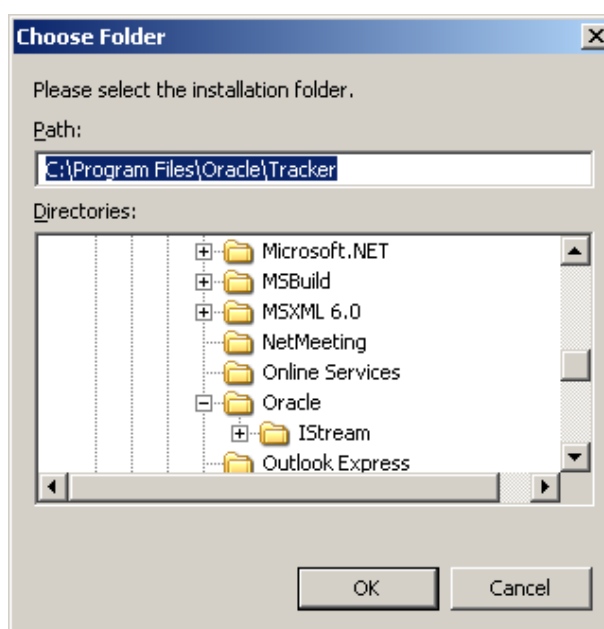 Choose Folder
Please select the installation folder.
Path:
C:\Program Files\Oracle\Tracker
Directories:
Microsoft.NET
MSBuild
MSXML 6.0
NetMeeting
Online Services
Oracle
IStream
Outlook Express
OK Cancel